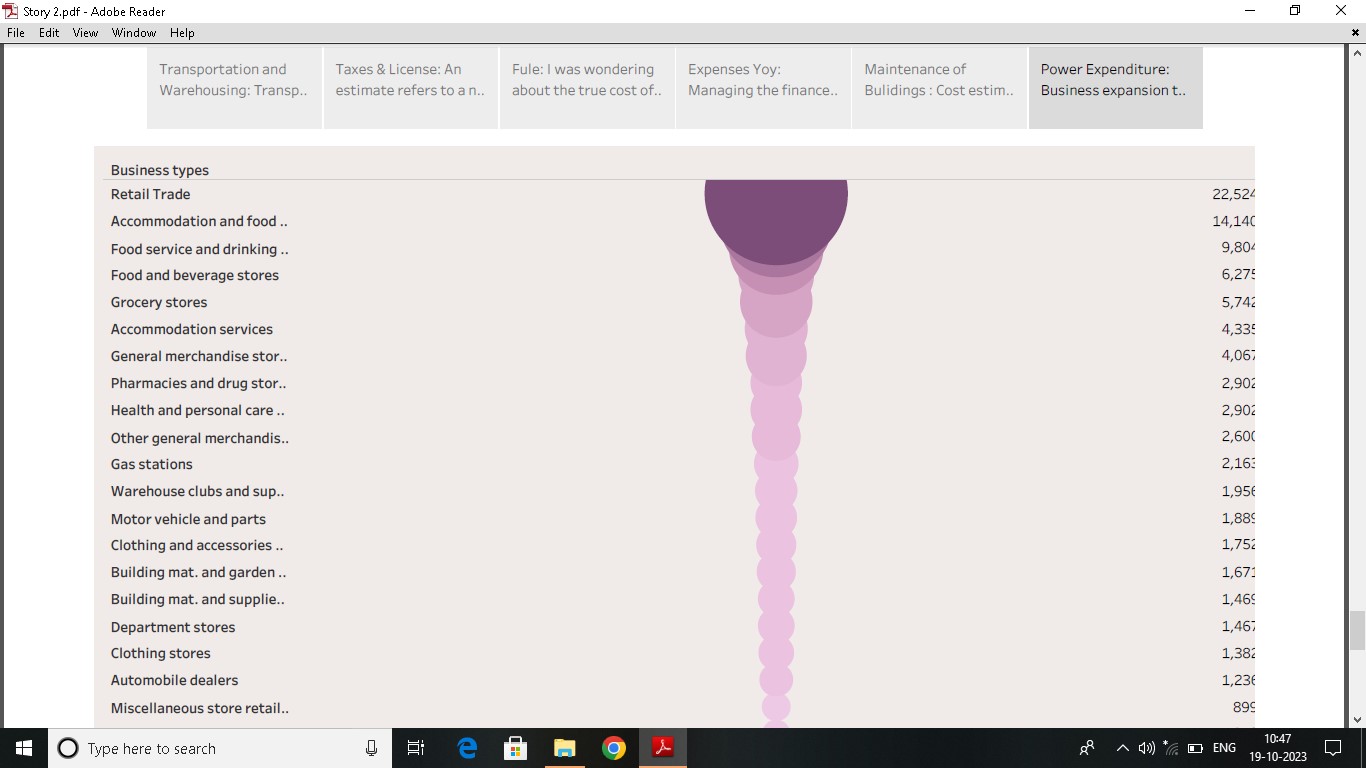 Story 2.pdf - Adobe Reader
File Edit View Window Help
Transportation and
Warehousing: Transp..
Taxes & License: An
estimate refers to a n..
Fule: I was wondering
about the true cost of..
Expenses Yoy:
Managing the finance..
Maintenance of
Bulidings : Cost estim..
Power Expenditure:
Business expansion t..
Business types
Retail Trade 22,524
Accommodation and food .. 14,140
Food service and drinking .. 9,804
Food and beverage stores 6,275
Grocery stores 5,742
Accommodation services 4,335
General merchandise stor.. 4,067
Pharmacies and drug stor.. 2,902
Health and personal care .. 2,902
Other general merchandis.. 2,600
Gas stations 2,163
Warehouse clubs and sup.. 1,956
Motor vehicle and parts 1,889
Clothing and accessories .. 1,752
Building mat. and garden .. 1,671
Building mat. and supplie.. 1,469
Department stores 1,467
Clothing stores 1,382
Automobile dealers 1,236
Miscellaneous store retail.. 899
Type here to search
ENG
10:47
19-10-2023